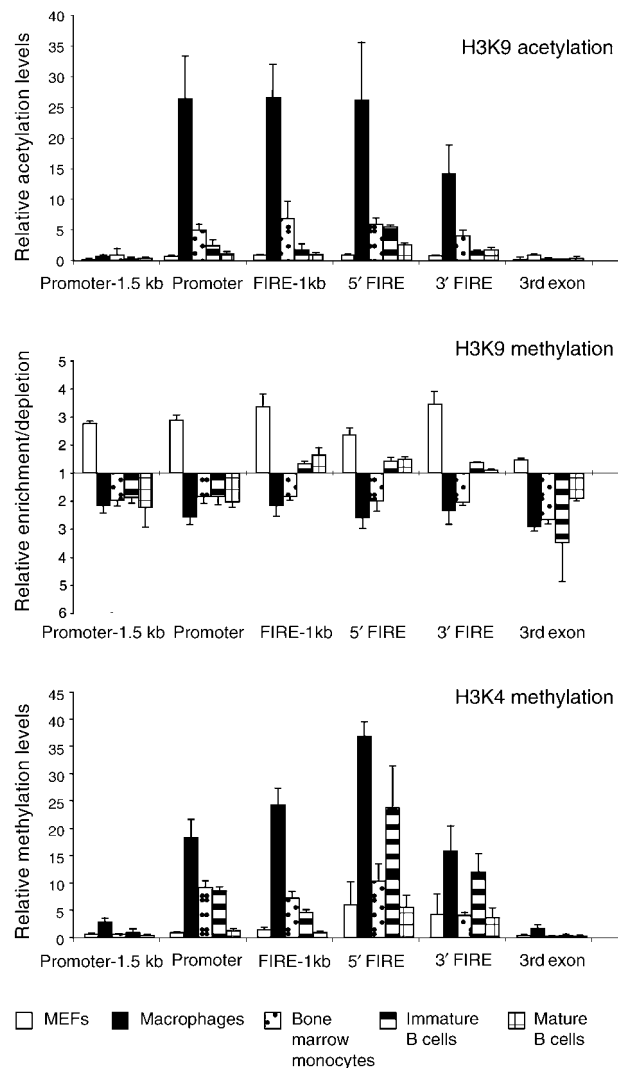 H3K9 acetylation
Relative acetylation levels
40
35
30
25
20
15
10
5
0
Promoter-1.5 kb Promoter FIRE-1kb 5′ FIRE 3′ FIRE 3rd exon
H3K9 methylation
Relative enrichment/depletion
5
4
3
2
1
2
3
4
5
6
Promoter-1.5 kb Promoter FIRE-1kb 5′ FIRE 3′ FIRE 3rd exon
H3K4 methylation
Relative methylation levels
45
40
35
30
25
20
15
10
5
0
Promoter-1.5 kb Promoter FIRE-1kb 5′ FIRE 3′ FIRE 3rd exon
MEFs Macrophages Bone Immature Mature
marrow B cells B cells
monocytes